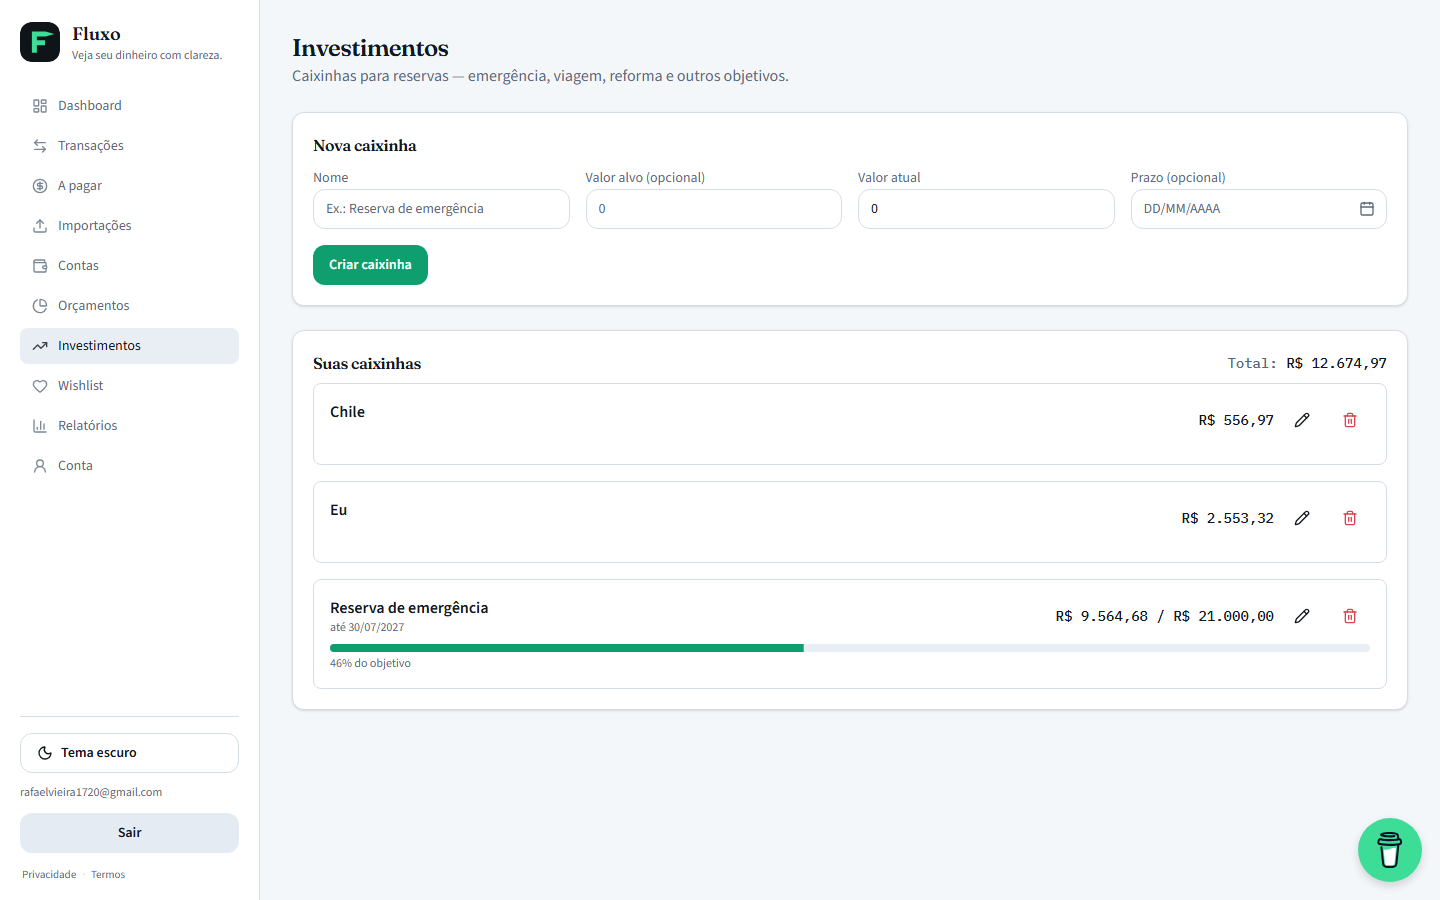 Fluxo
Veja seu dinheiro com clareza.
Dashboard
Transações
A pagar
Importações
Contas
Orçamentos
Investimentos
Wishlist
Relatórios
Conta
Tema escuro
rafaelvieira1720@gmail.com
Sair
Privacidade · Termos
Investimentos
Caixinhas para reservas — emergência, viagem, reforma e outros objetivos.
Nova caixinha
Nome Valor alvo (opcional) Valor atual Prazo (opcional)
Ex.: Reserva de emergência 0 0 DD/MM/AAAA
Criar caixinha
Suas caixinhas Total: R$ 12.674,97
Chile R$ 556,97
Eu R$ 2.553,32
Reserva de emergência R$ 9.564,68 / R$ 21.000,00
até 30/07/2027
46% do objetivo